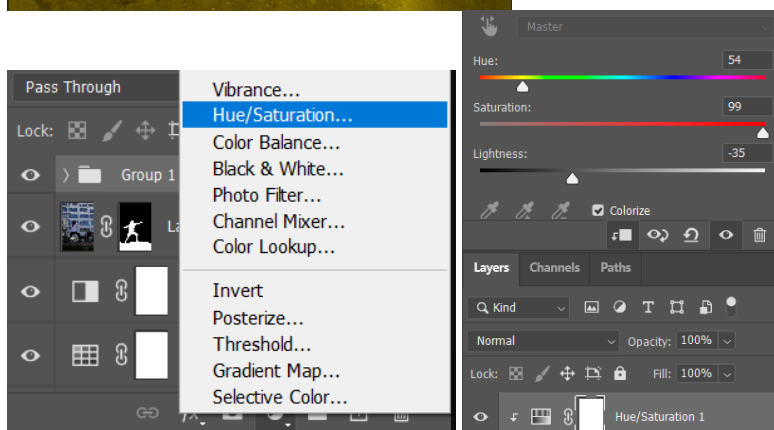 Pass Through
Lock:
Group 1
La
fx
Vibrance...
Hue/Saturation...
Color Balance...
Black & White...
Photo Filter...
Channel Mixer...
Color Lookup...
Invert
Posterize...
Threshold...
Gradient Map...
Selective Color...
Master
Hue: 54
Saturation: 99
Lightness: -35
Colorize
Layers Channels Paths
Kind T
Normal Opacity: 100%
Lock: Fill: 100%
Hue/Saturation 1